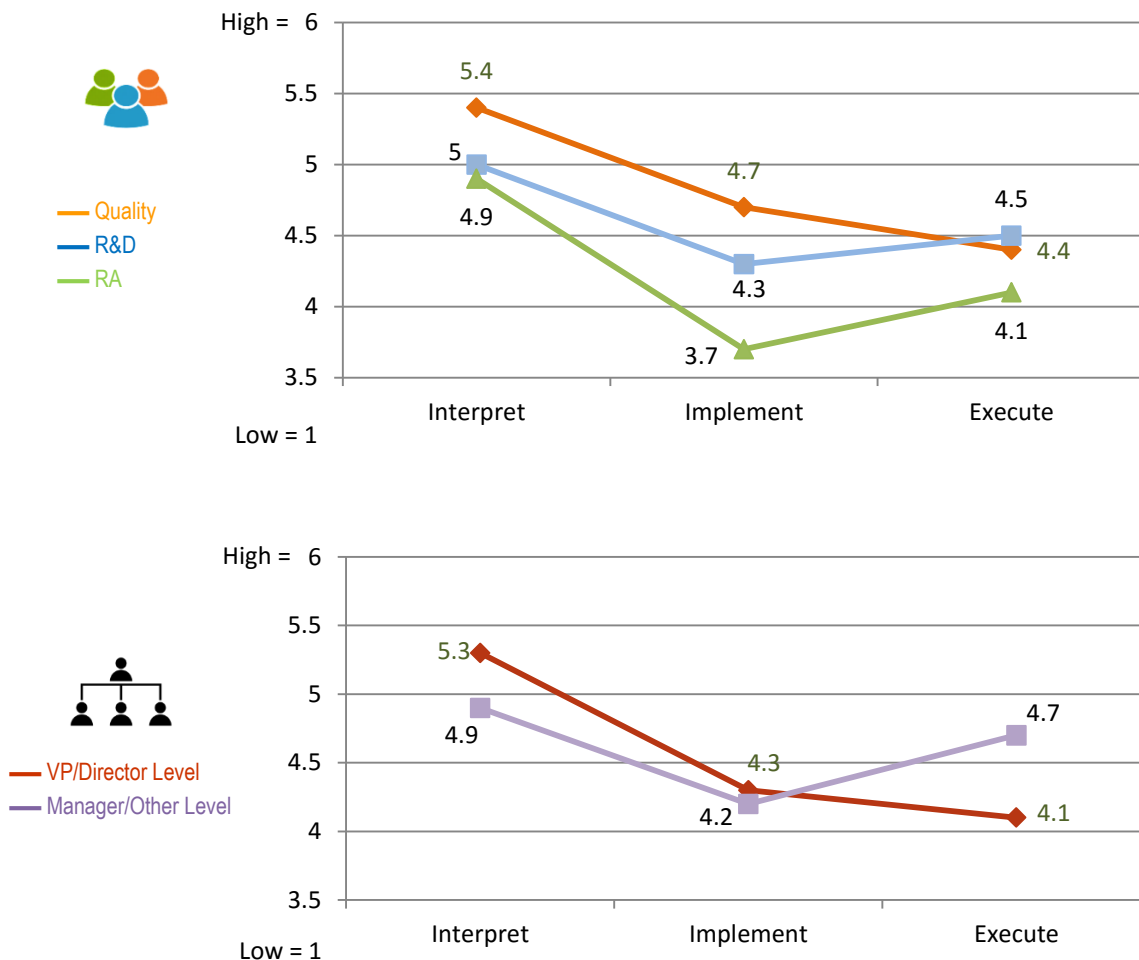 High = 6
5.5
5
4.5
4
3.5
Low = 1
5.4
5
4.9
4.7
4.3
3.7
4.5
4.4
4.1
Quality
R&D
RA
Interpret Implement Execute
High = 6
5.5
5
4.5
4
3.5
Low = 1
5.3
4.9
4.3
4.2
4.7
4.1
VP/Director Level
Manager/Other Level
Interpret Implement Execute